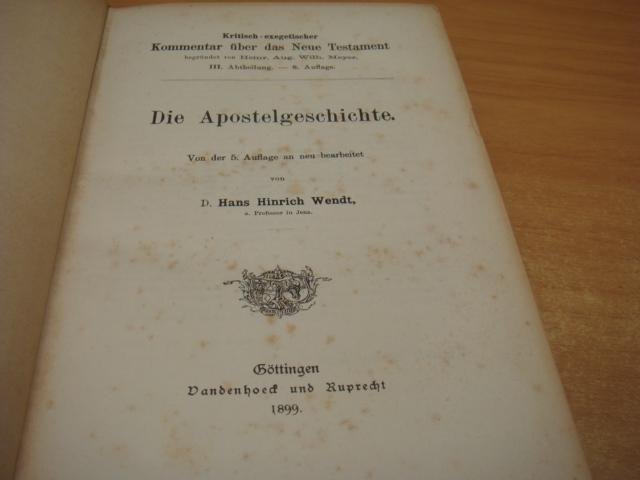 Kritisch-exegetischer
Kommentar über das Neue Testament
begründet von Heinr. Aug. Wilh. Meyer.
III. Abtheilung. — 8. Auflage.
Die Apostelgeschichte.
Von der 5. Auflage an neu bearbeitet
von
D. Hans Hinrich Wendt,
o. Professor in Jena.
Göttingen
Vandenhoeck und Ruprecht
1899.